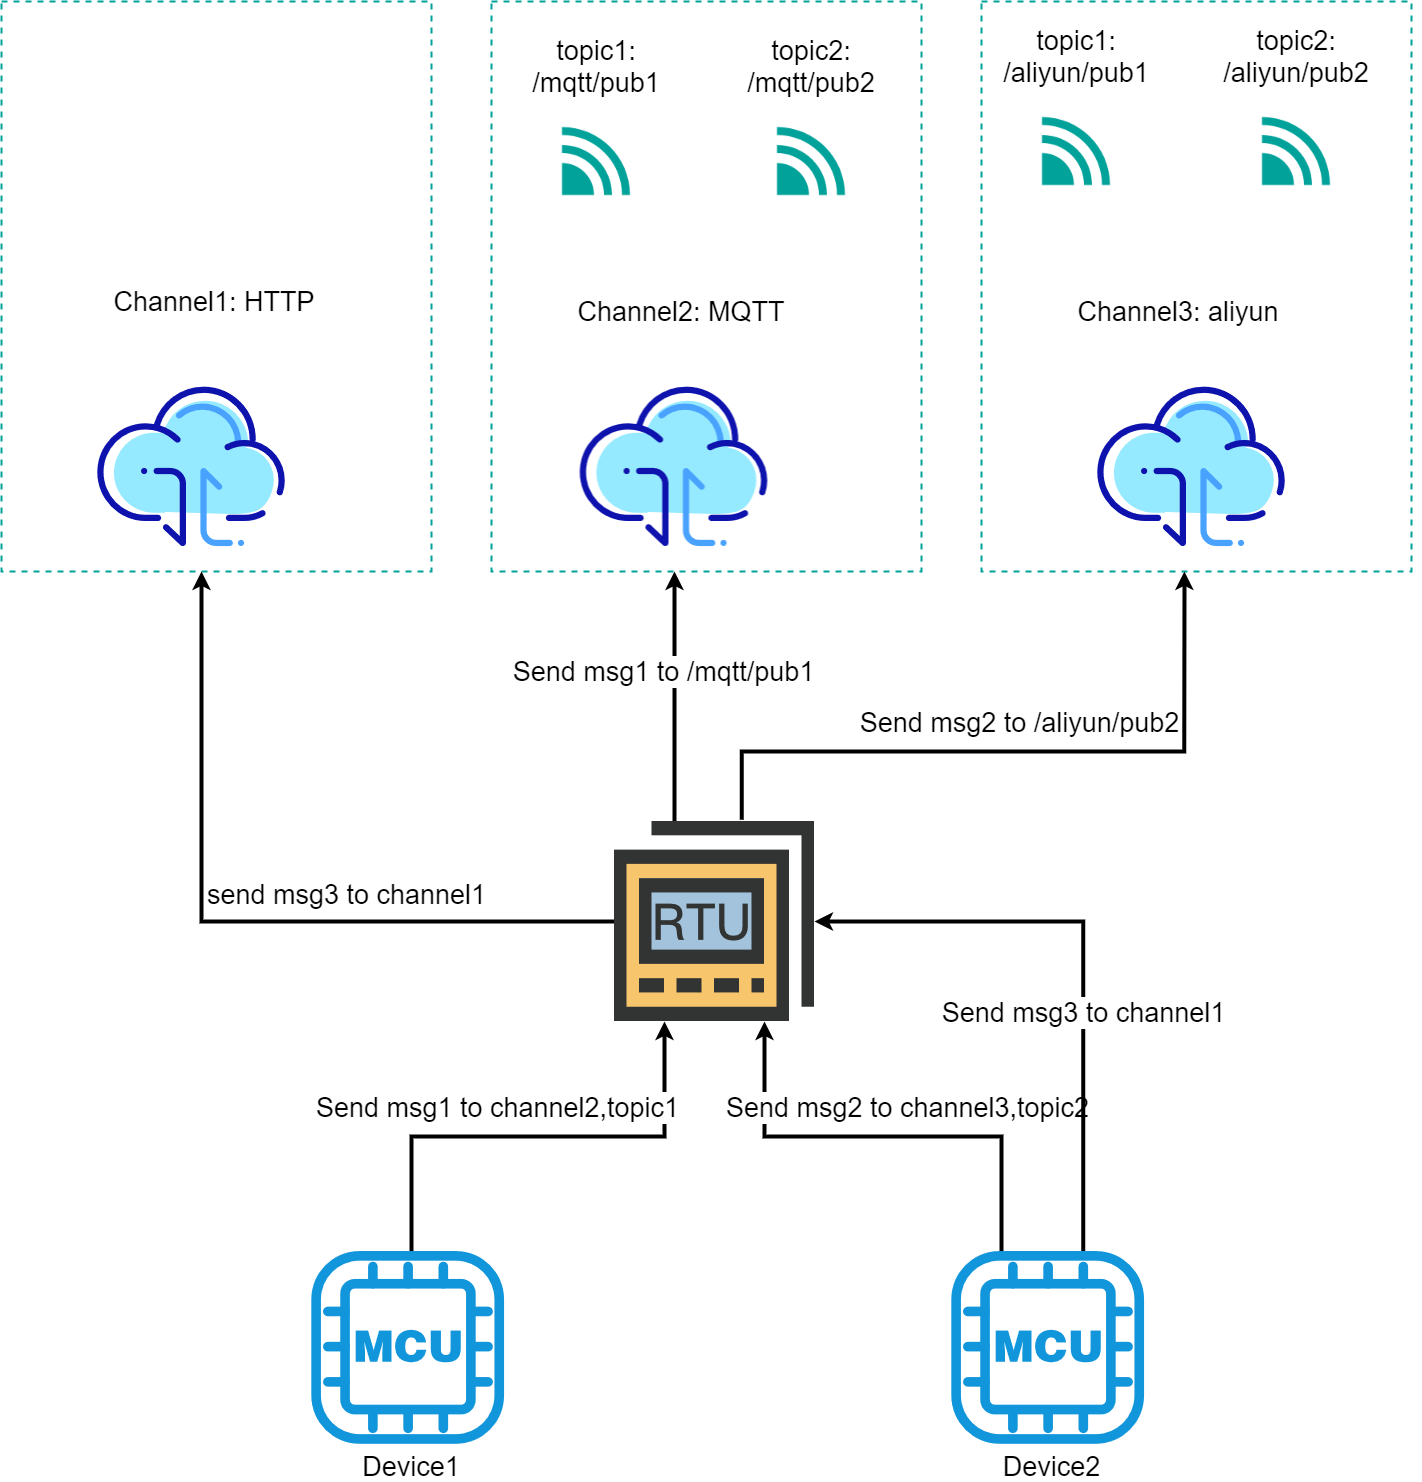 topic1:
/mqtt/pub1
topic2:
/mqtt/pub2
topic1:
/aliyun/pub1
topic2:
/aliyun/pub2
Channel1: HTTP
Channel2: MQTT
Channel3: aliyun
Send msg1 to /mqtt/pub1
Send msg2 to /aliyun/pub2
send msg3 to channel1
RTU
Send msg3 to channel1
Send msg1 to channel2,topic1
Send msg2 to channel3,topic2
MCU
MCU
Device1
Device2